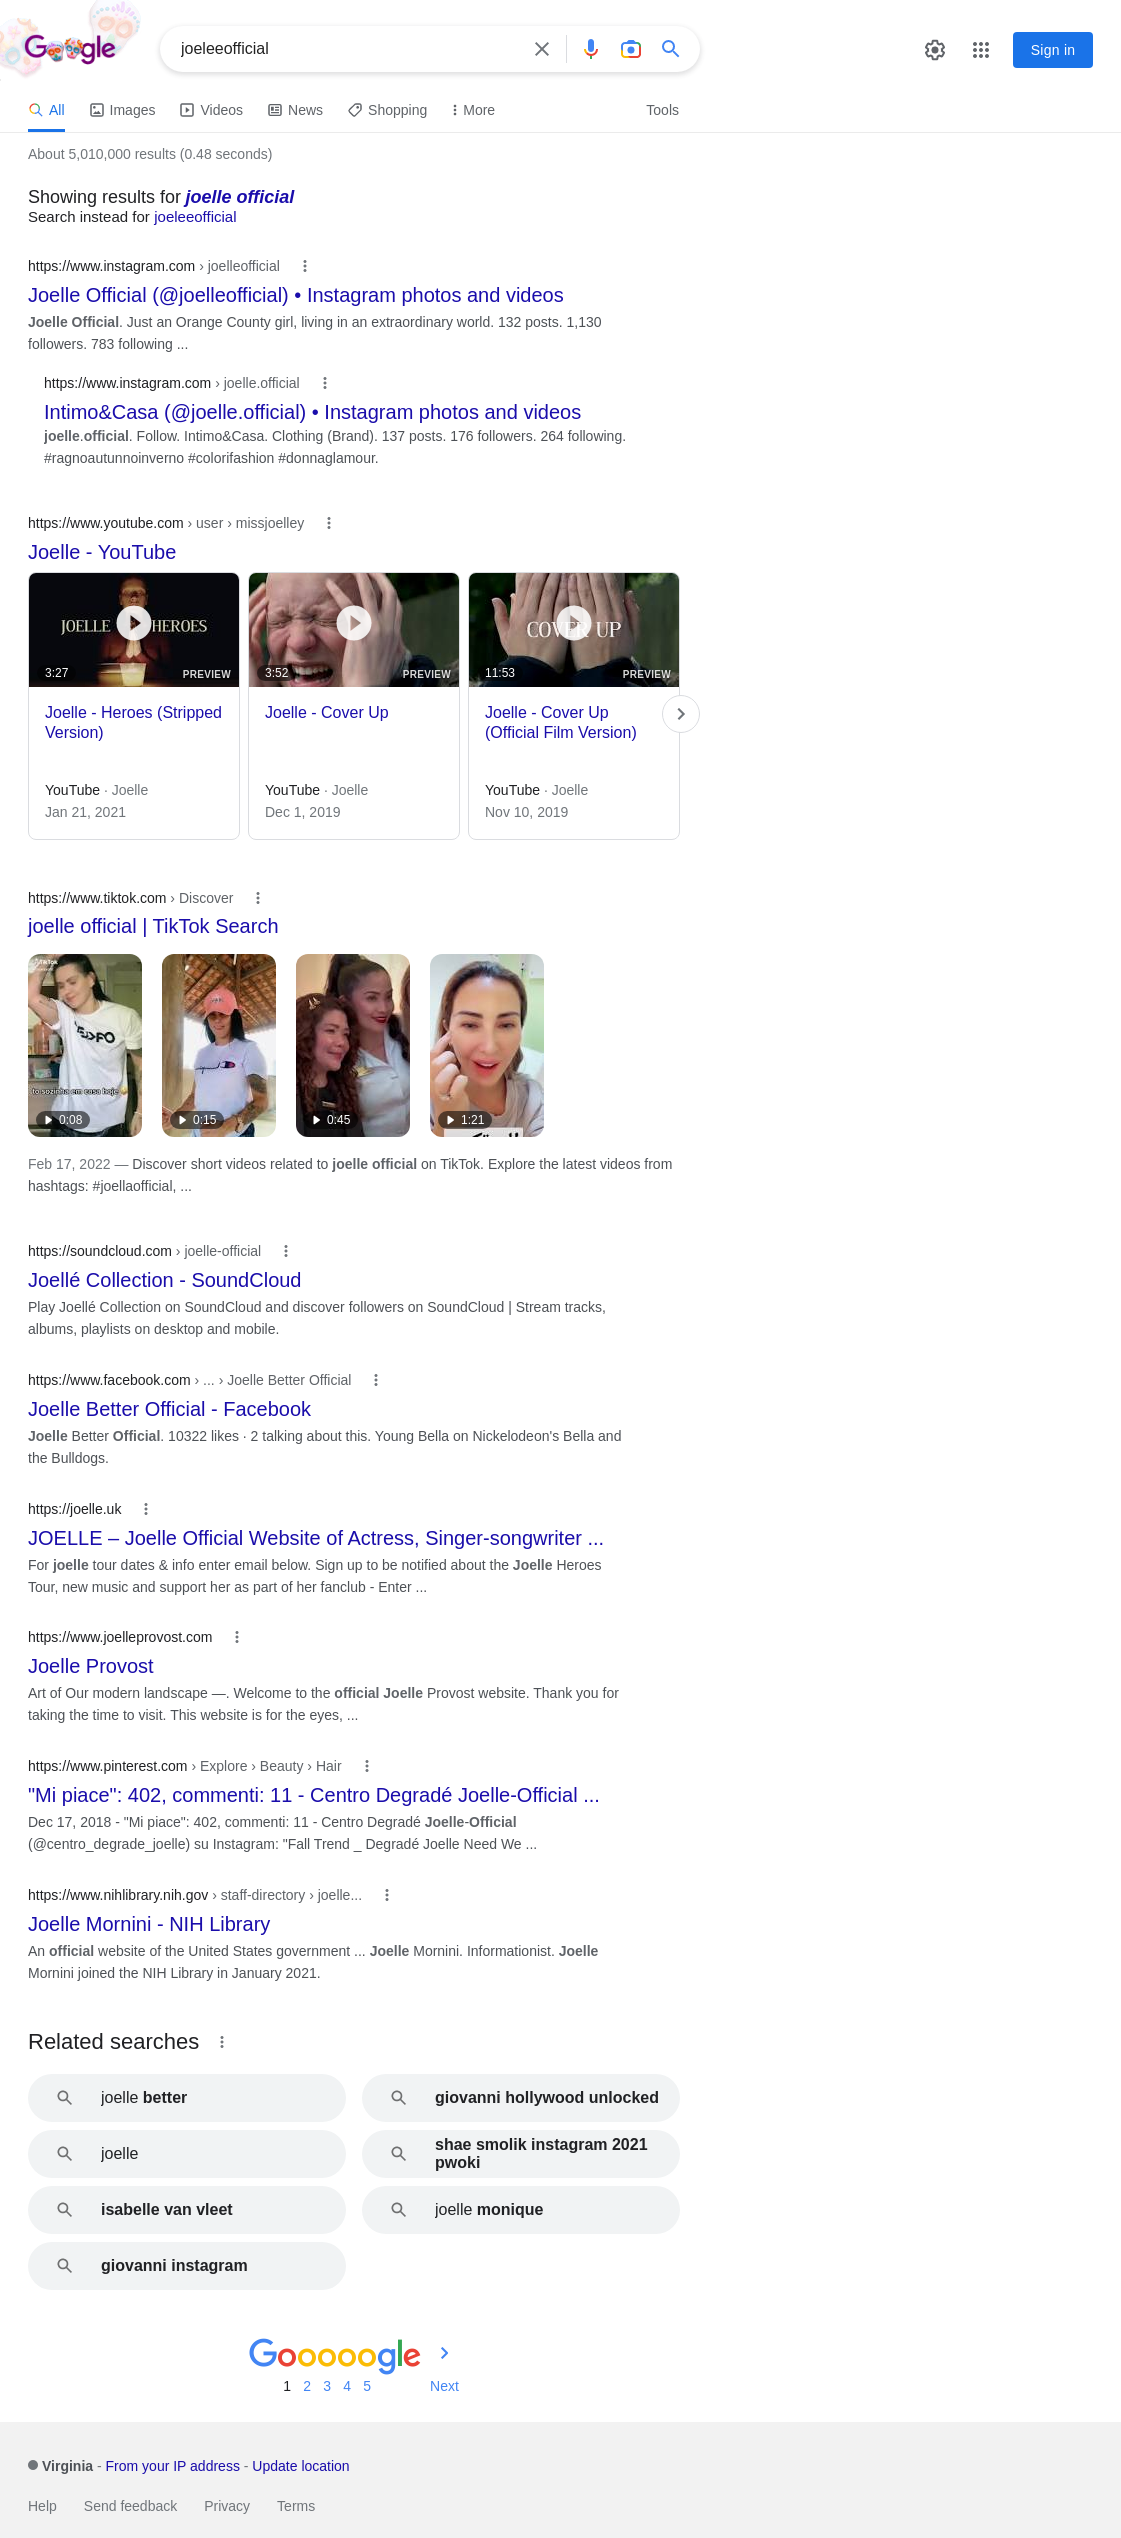 Google
joeleeofficial
Sign in
All
Images
Videos
News
Shopping
More
Tools
About 5,010,000 results (0.48 seconds)
Showing results for joelle official
Search instead for joeleeofficial
https://www.instagram.com › joelleofficial
Joelle Official (@joelleofficial) • Instagram photos and videos
Joelle Official. Just an Orange County girl, living in an extraordinary world. 132 posts. 1,130
followers. 783 following ...
https://www.instagram.com › joelle.official
Intimo&Casa (@joelle.official) • Instagram photos and videos
joelle.official. Follow. Intimo&Casa. Clothing (Brand). 137 posts. 176 followers. 264 following.
#ragnoautunnoinverno #colorifashion #donnaglamour.
https://www.youtube.com › user › missjoelley
Joelle - YouTube
JOELLE HEROES
3:27
PREVIEW
3:52
PREVIEW
COVER UP
11:53
PREVIEW
Joelle - Heroes (Stripped
Version)
YouTube · Joelle
Jan 21, 2021
Joelle - Cover Up
YouTube · Joelle
Dec 1, 2019
Joelle - Cover Up
(Official Film Version)
YouTube · Joelle
Nov 10, 2019
https://www.tiktok.com › Discover
joelle official | TikTok Search
TikTok
to sozinha em casa hoje
0:08
0:15
0:45
1:21
Feb 17, 2022 — Discover short videos related to joelle official on TikTok. Explore the latest videos from
hashtags: #joellaofficial, ...
https://soundcloud.com › joelle-official
Joellé Collection - SoundCloud
Play Joellé Collection on SoundCloud and discover followers on SoundCloud | Stream tracks,
albums, playlists on desktop and mobile.
https://www.facebook.com › ... › Joelle Better Official
Joelle Better Official - Facebook
Joelle Better Official. 10322 likes · 2 talking about this. Young Bella on Nickelodeon's Bella and
the Bulldogs.
https://joelle.uk
JOELLE – Joelle Official Website of Actress, Singer-songwriter ...
For joelle tour dates & info enter email below. Sign up to be notified about the Joelle Heroes
Tour, new music and support her as part of her fanclub - Enter ...
https://www.joelleprovost.com
Joelle Provost
Art of Our modern landscape —. Welcome to the official Joelle Provost website. Thank you for
taking the time to visit. This website is for the eyes, ...
https://www.pinterest.com › Explore › Beauty › Hair
"Mi piace": 402, commenti: 11 - Centro Degradé Joelle-Official ...
Dec 17, 2018 - "Mi piace": 402, commenti: 11 - Centro Degradé Joelle-Official
(@centro_degrade_joelle) su Instagram: "Fall Trend _ Degradé Joelle Need We ...
https://www.nihlibrary.nih.gov › staff-directory › joelle...
Joelle Mornini - NIH Library
An official website of the United States government ... Joelle Mornini. Informationist. Joelle
Mornini joined the NIH Library in January 2021.
Related searches
joelle better
giovanni hollywood unlocked
joelle
shae smolik instagram 2021
pwoki
isabelle van vleet
joelle monique
giovanni instagram
Gooooogle
1 2 3 4 5 Next
Virginia - From your IP address - Update location
Help Send feedback Privacy Terms